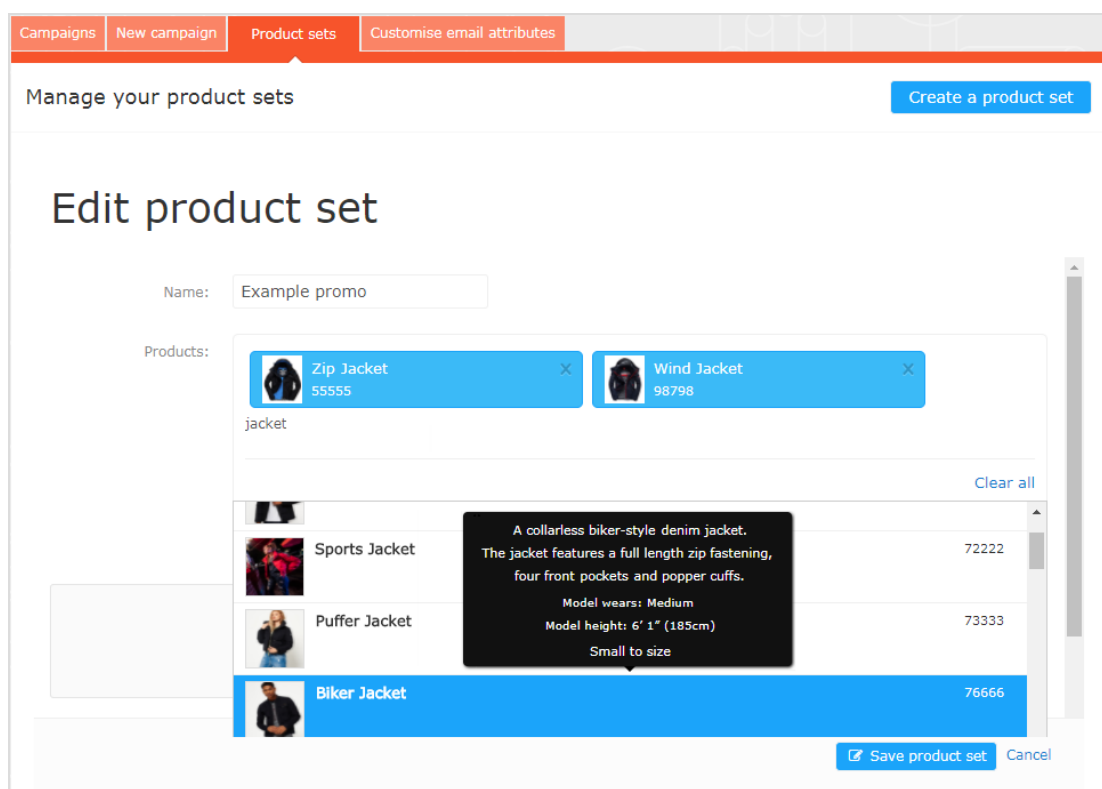 Campaigns New campaign Product sets Customise email attributes
Manage your product sets Create a product set
Edit product set
Name: Example promo
Products:
Zip Jacket x Wind Jacket x
55555 98798
jacket
Clear all
A collarless biker-style denim jacket.
The jacket features a full length zip fastening,
four front pockets and popper cuffs.
Model wears: Medium
Model height: 6’ 1” (185cm)
Small to size
Sports Jacket 72222
Puffer Jacket 73333
Biker Jacket 76666
Save product set Cancel